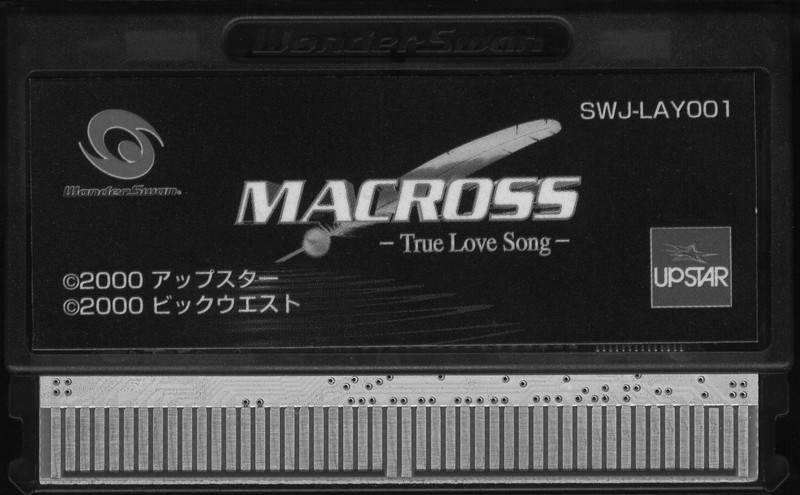 WonderSwan
SWJ-LAY001
WonderSwan
MACROSS
– True Love Song –
©2000 アップスター
©2000 ビックウエスト
UPSTAR